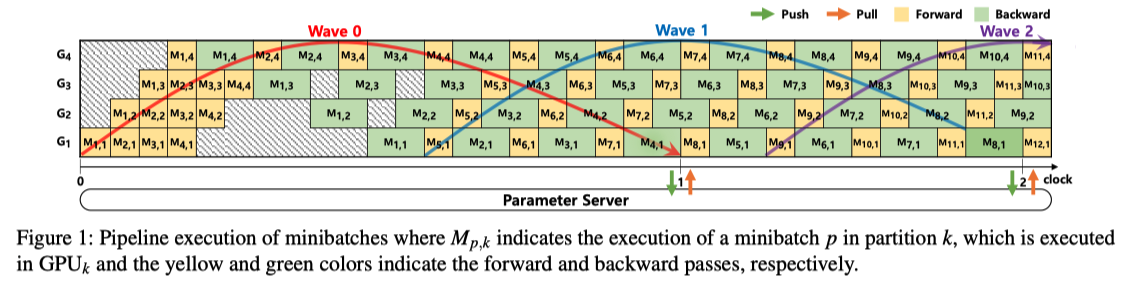 Push Pull Forward Backward
Wave 0 Wave 1 Wave 2
G4 M1,4 M1,4 M2,4 M2,4 M3,4 M3,4 M4,4 M4,4 M5,4 M5,4 M6,4 M6,4 M7,4 M7,4 M8,4 M8,4 M9,4 M9,4 M10,4 M10,4 M11,4
G3 M1,3 M2,3 M3,3 M4,4 M1,3 M2,3 M3,3 M5,3 M4,3 M6,3 M5,3 M7,3 M6,3 M8,3 M7,3 M9,3 M8,3 M10,3 M9,3 M11,3 M10,3
G2 M1,2 M2,2 M3,2 M4,2 M1,2 M2,2 M5,2 M3,2 M6,2 M4,2 M7,2 M5,2 M8,2 M6,2 M9,2 M7,2 M10,2 M8,2 M11,2 M9,2
G1 M1,1 M2,1 M3,1 M4,1 M1,1 M5,1 M2,1 M6,1 M3,1 M7,1 M4,1 M8,1 M5,1 M9,1 M6,1 M10,1 M7,1 M11,1 M8,1 M12,1
0 1 2 clock
Parameter Server
Figure 1: Pipeline execution of minibatches where Mp,k indicates the execution of a minibatch p in partition k, which is executed
in GPUk and the yellow and green colors indicate the forward and backward passes, respectively.